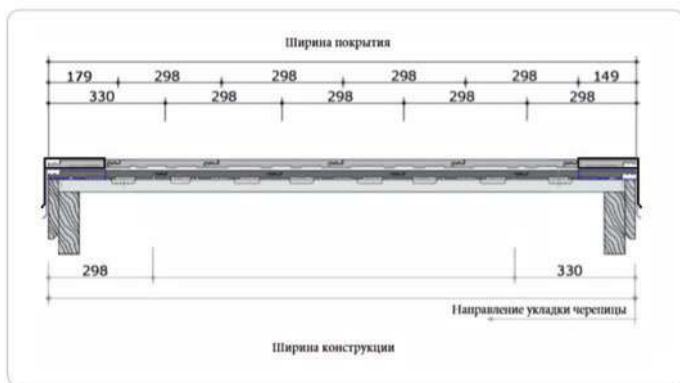 Ширина покрытия
179 298 298 298 298 149
330 298 298 298 298
298 330
Направление укладки черепицы
Ширина конструкции